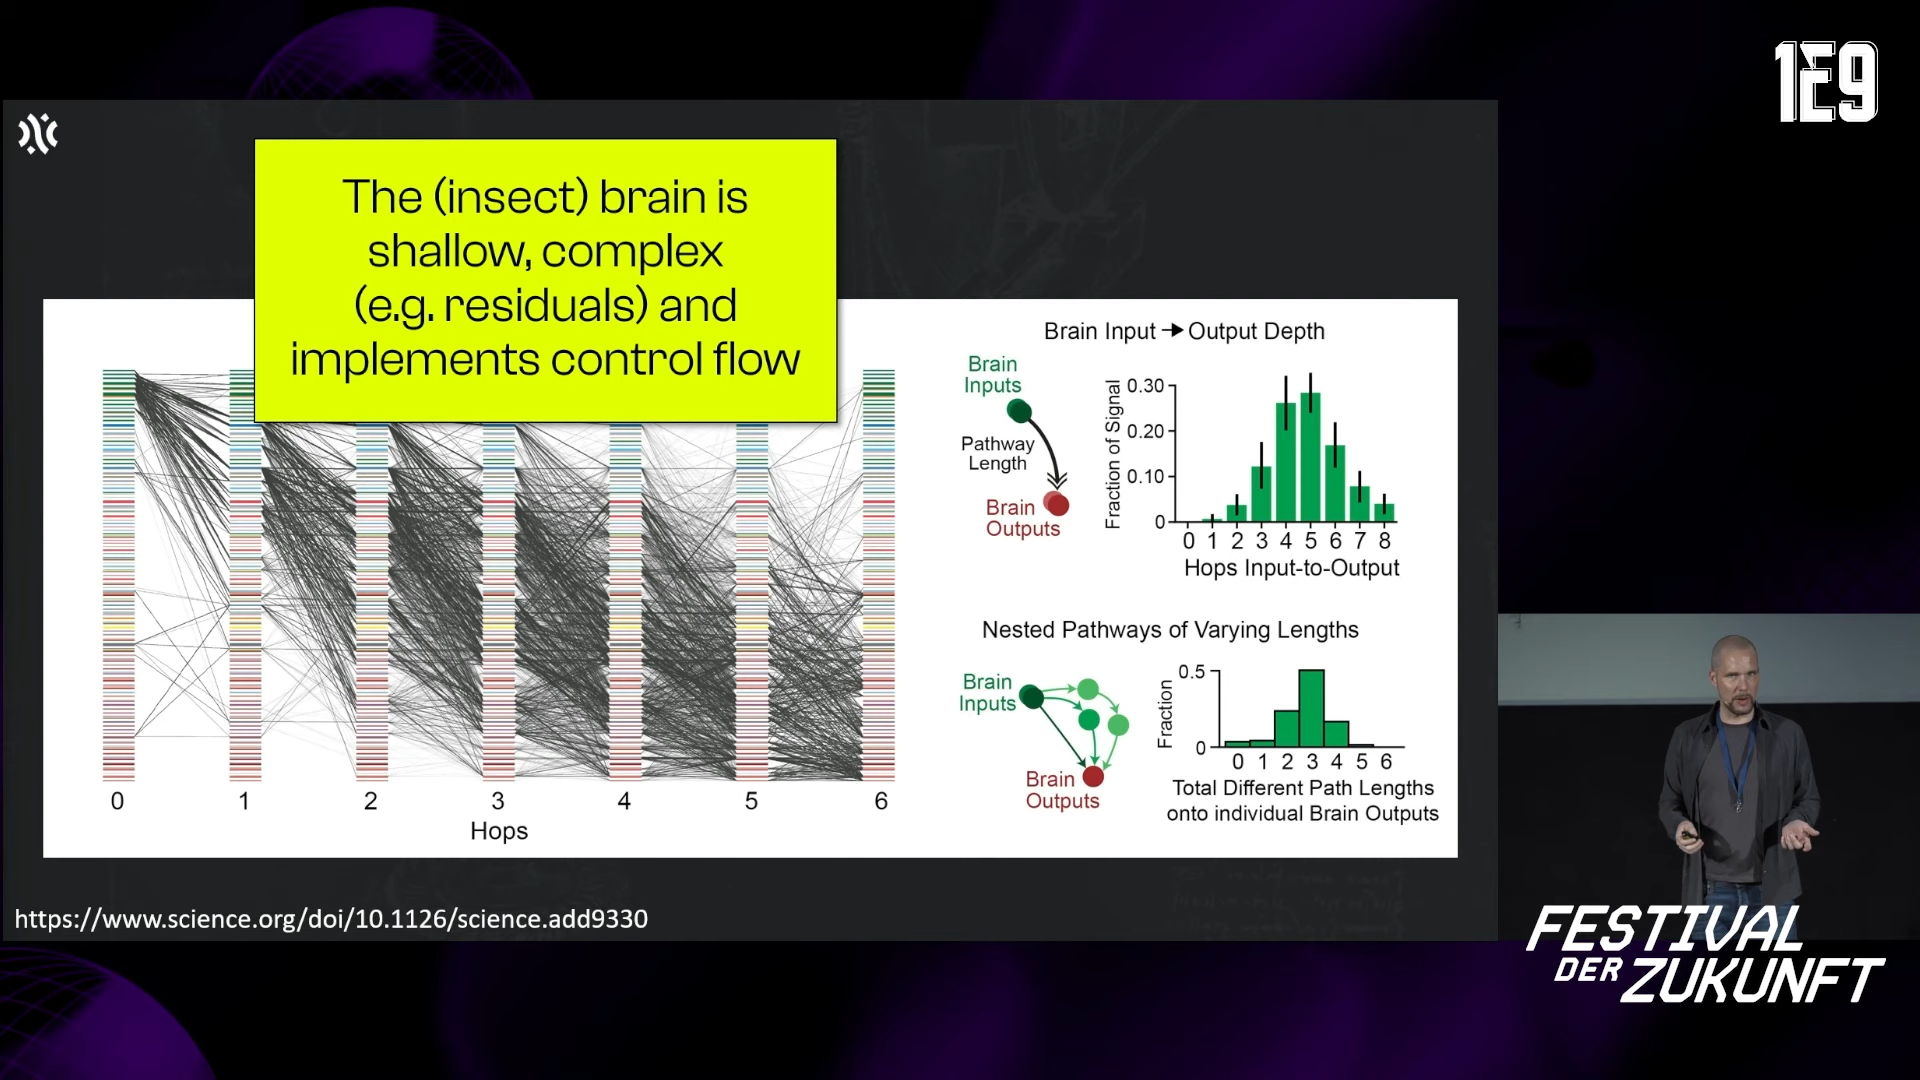 1E9
The (insect) brain is
shallow, complex
(e.g. residuals) and
implements control flow
0 1 2 3 4 5 6
Hops
Brain Input → Output Depth
Brain
Inputs
Pathway
Length
Brain
Outputs
Fraction of Signal
0.30
0.20
0.10
0
0 1 2 3 4 5 6 7 8
Hops Input-to-Output
Nested Pathways of Varying Lengths
Brain
Inputs
Brain
Outputs
Fraction
0.5
0
0 1 2 3 4 5 6
Total Different Path Lengths
onto individual Brain Outputs
https://www.science.org/doi/10.1126/science.add9330
FESTIVAL
DER ZUKUNFT